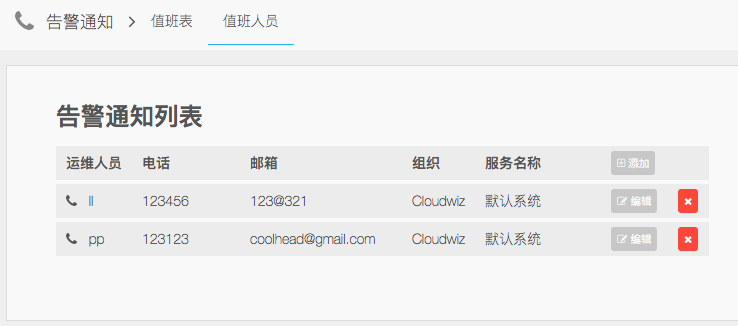 告警通知 值班表 值班人员
告警通知列表
运维人员 电话 邮箱 组织 服务名称 添加
ll 123456 123@321 Cloudwiz 默认系统 编辑
pp 123123 coolhead@gmail.com Cloudwiz 默认系统 编辑